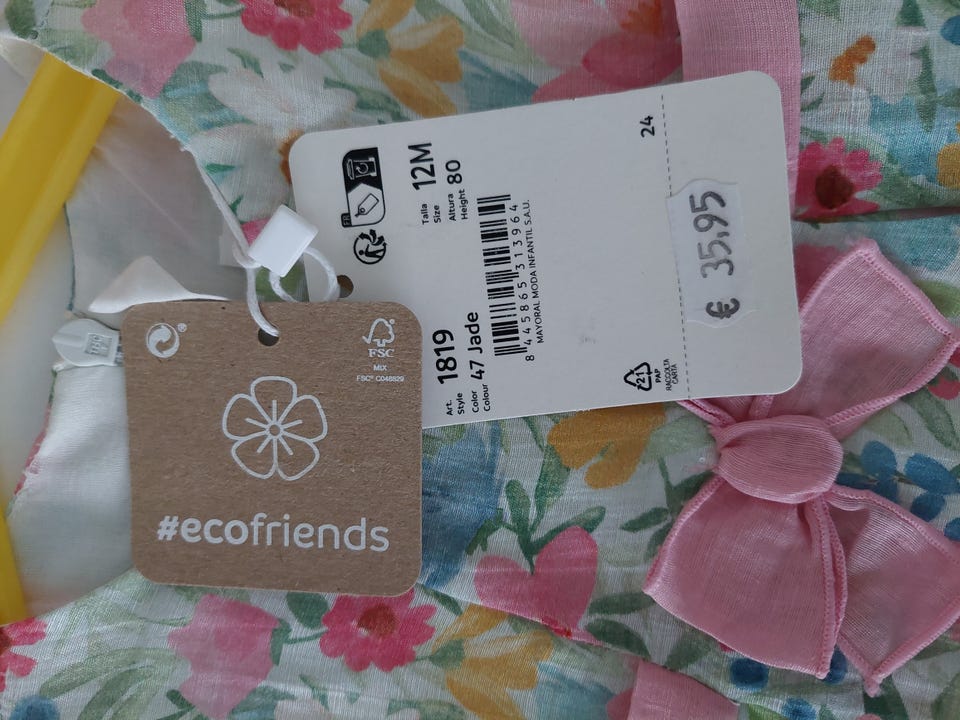 Talla
Size 12M
Altura
Height 80
24
FR
Art.
Style 1819
Color
Colour 47 Jade
8 445865 313964
MAYORAL MODA INFANTIL S.A.U.
21
PAP
RACCOLTA
CARTA
€ 35,95
®
FSC
MIX
FSC® C048829
#ecofriends